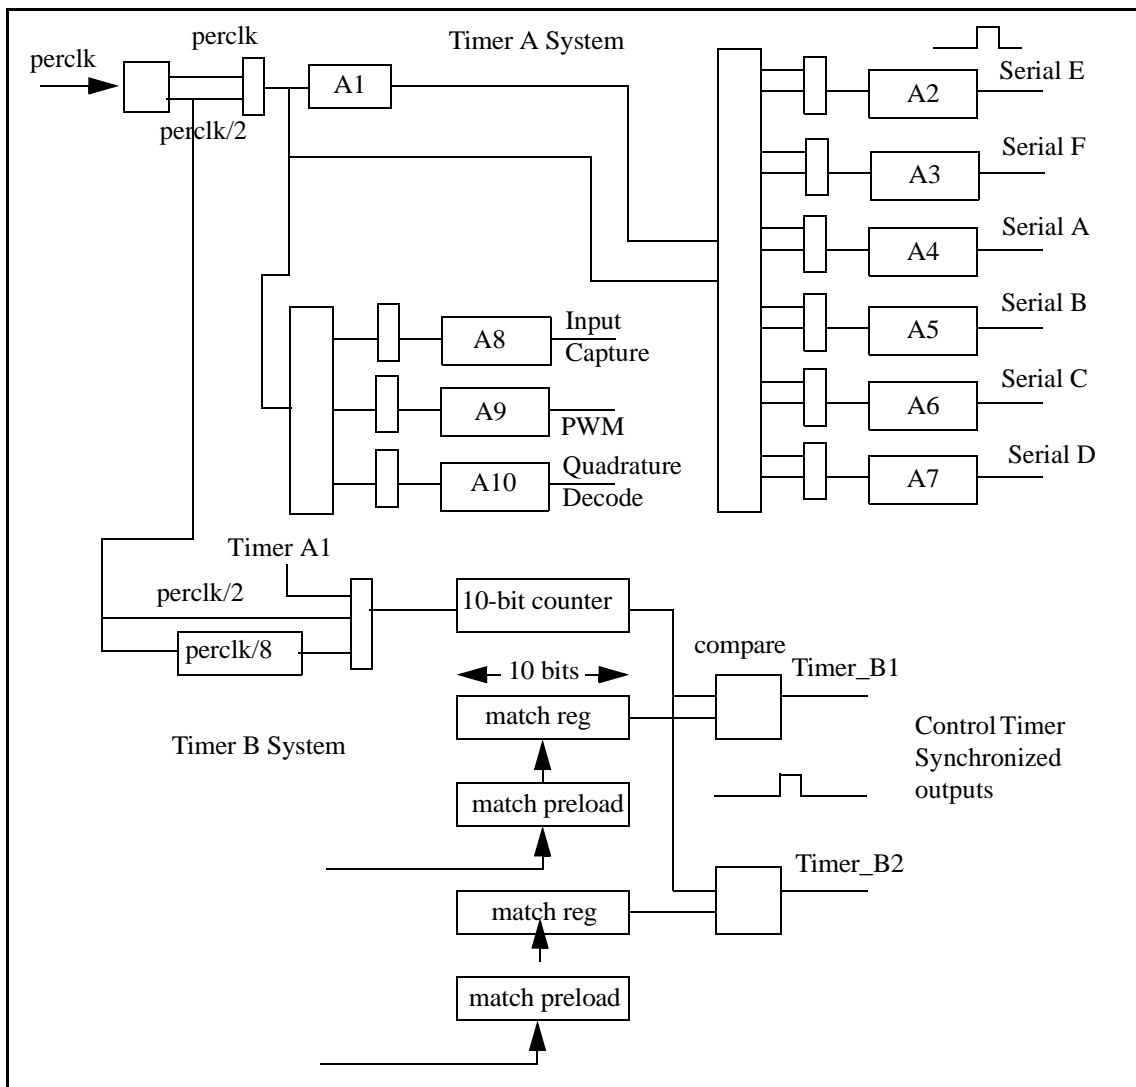 perclk
perclk
perclk/2
A1
Timer A System
A2
Serial E
A3
Serial F
A4
Serial A
A5
Serial B
A6
Serial C
A7
Serial D
A8
Input
Capture
A9
PWM
A10
Quadrature
Decode
Timer A1
perclk/2
perclk/8
10-bit counter
10 bits
match reg
match preload
compare
Timer_B1
Timer B System
Control Timer
Synchronized
outputs
match reg
match preload
Timer_B2